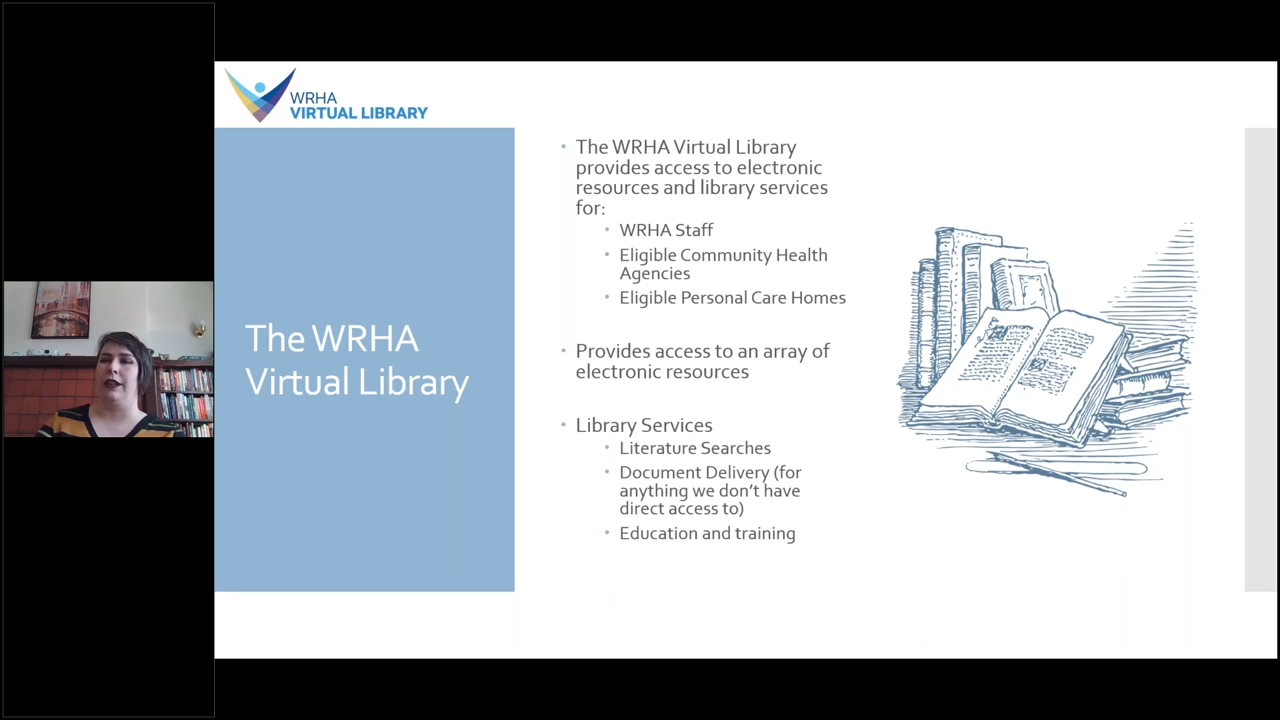 WRHA
VIRTUAL LIBRARY
The WRHA
Virtual Library
• The WRHA Virtual Library
provides access to electronic
resources and library services
for:
• WRHA Staff
• Eligible Community Health
Agencies
• Eligible Personal Care Homes
• Provides access to an array of
electronic resources
• Library Services
• Literature Searches
• Document Delivery (for
anything we don’t have
direct access to)
• Education and training